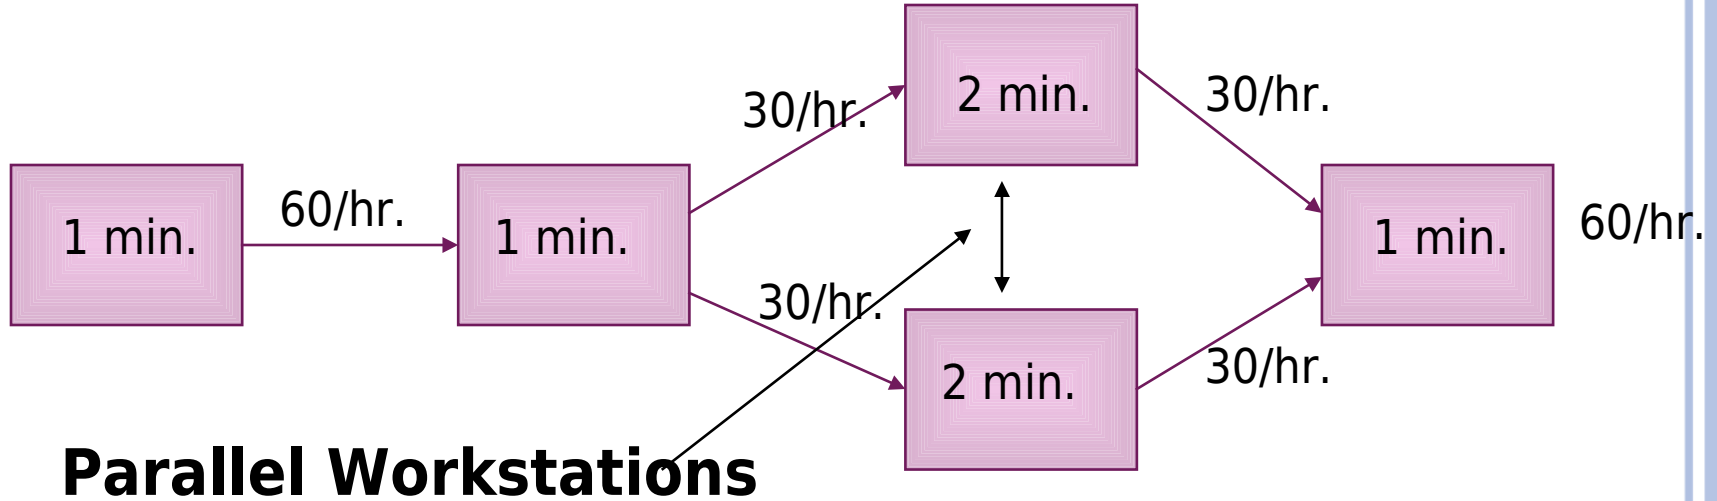 2 min.
30/hr.
30/hr.
1 min.
60/hr.
1 min.
1 min.
60/hr.
30/hr.
2 min.
30/hr.
Parallel Workstations